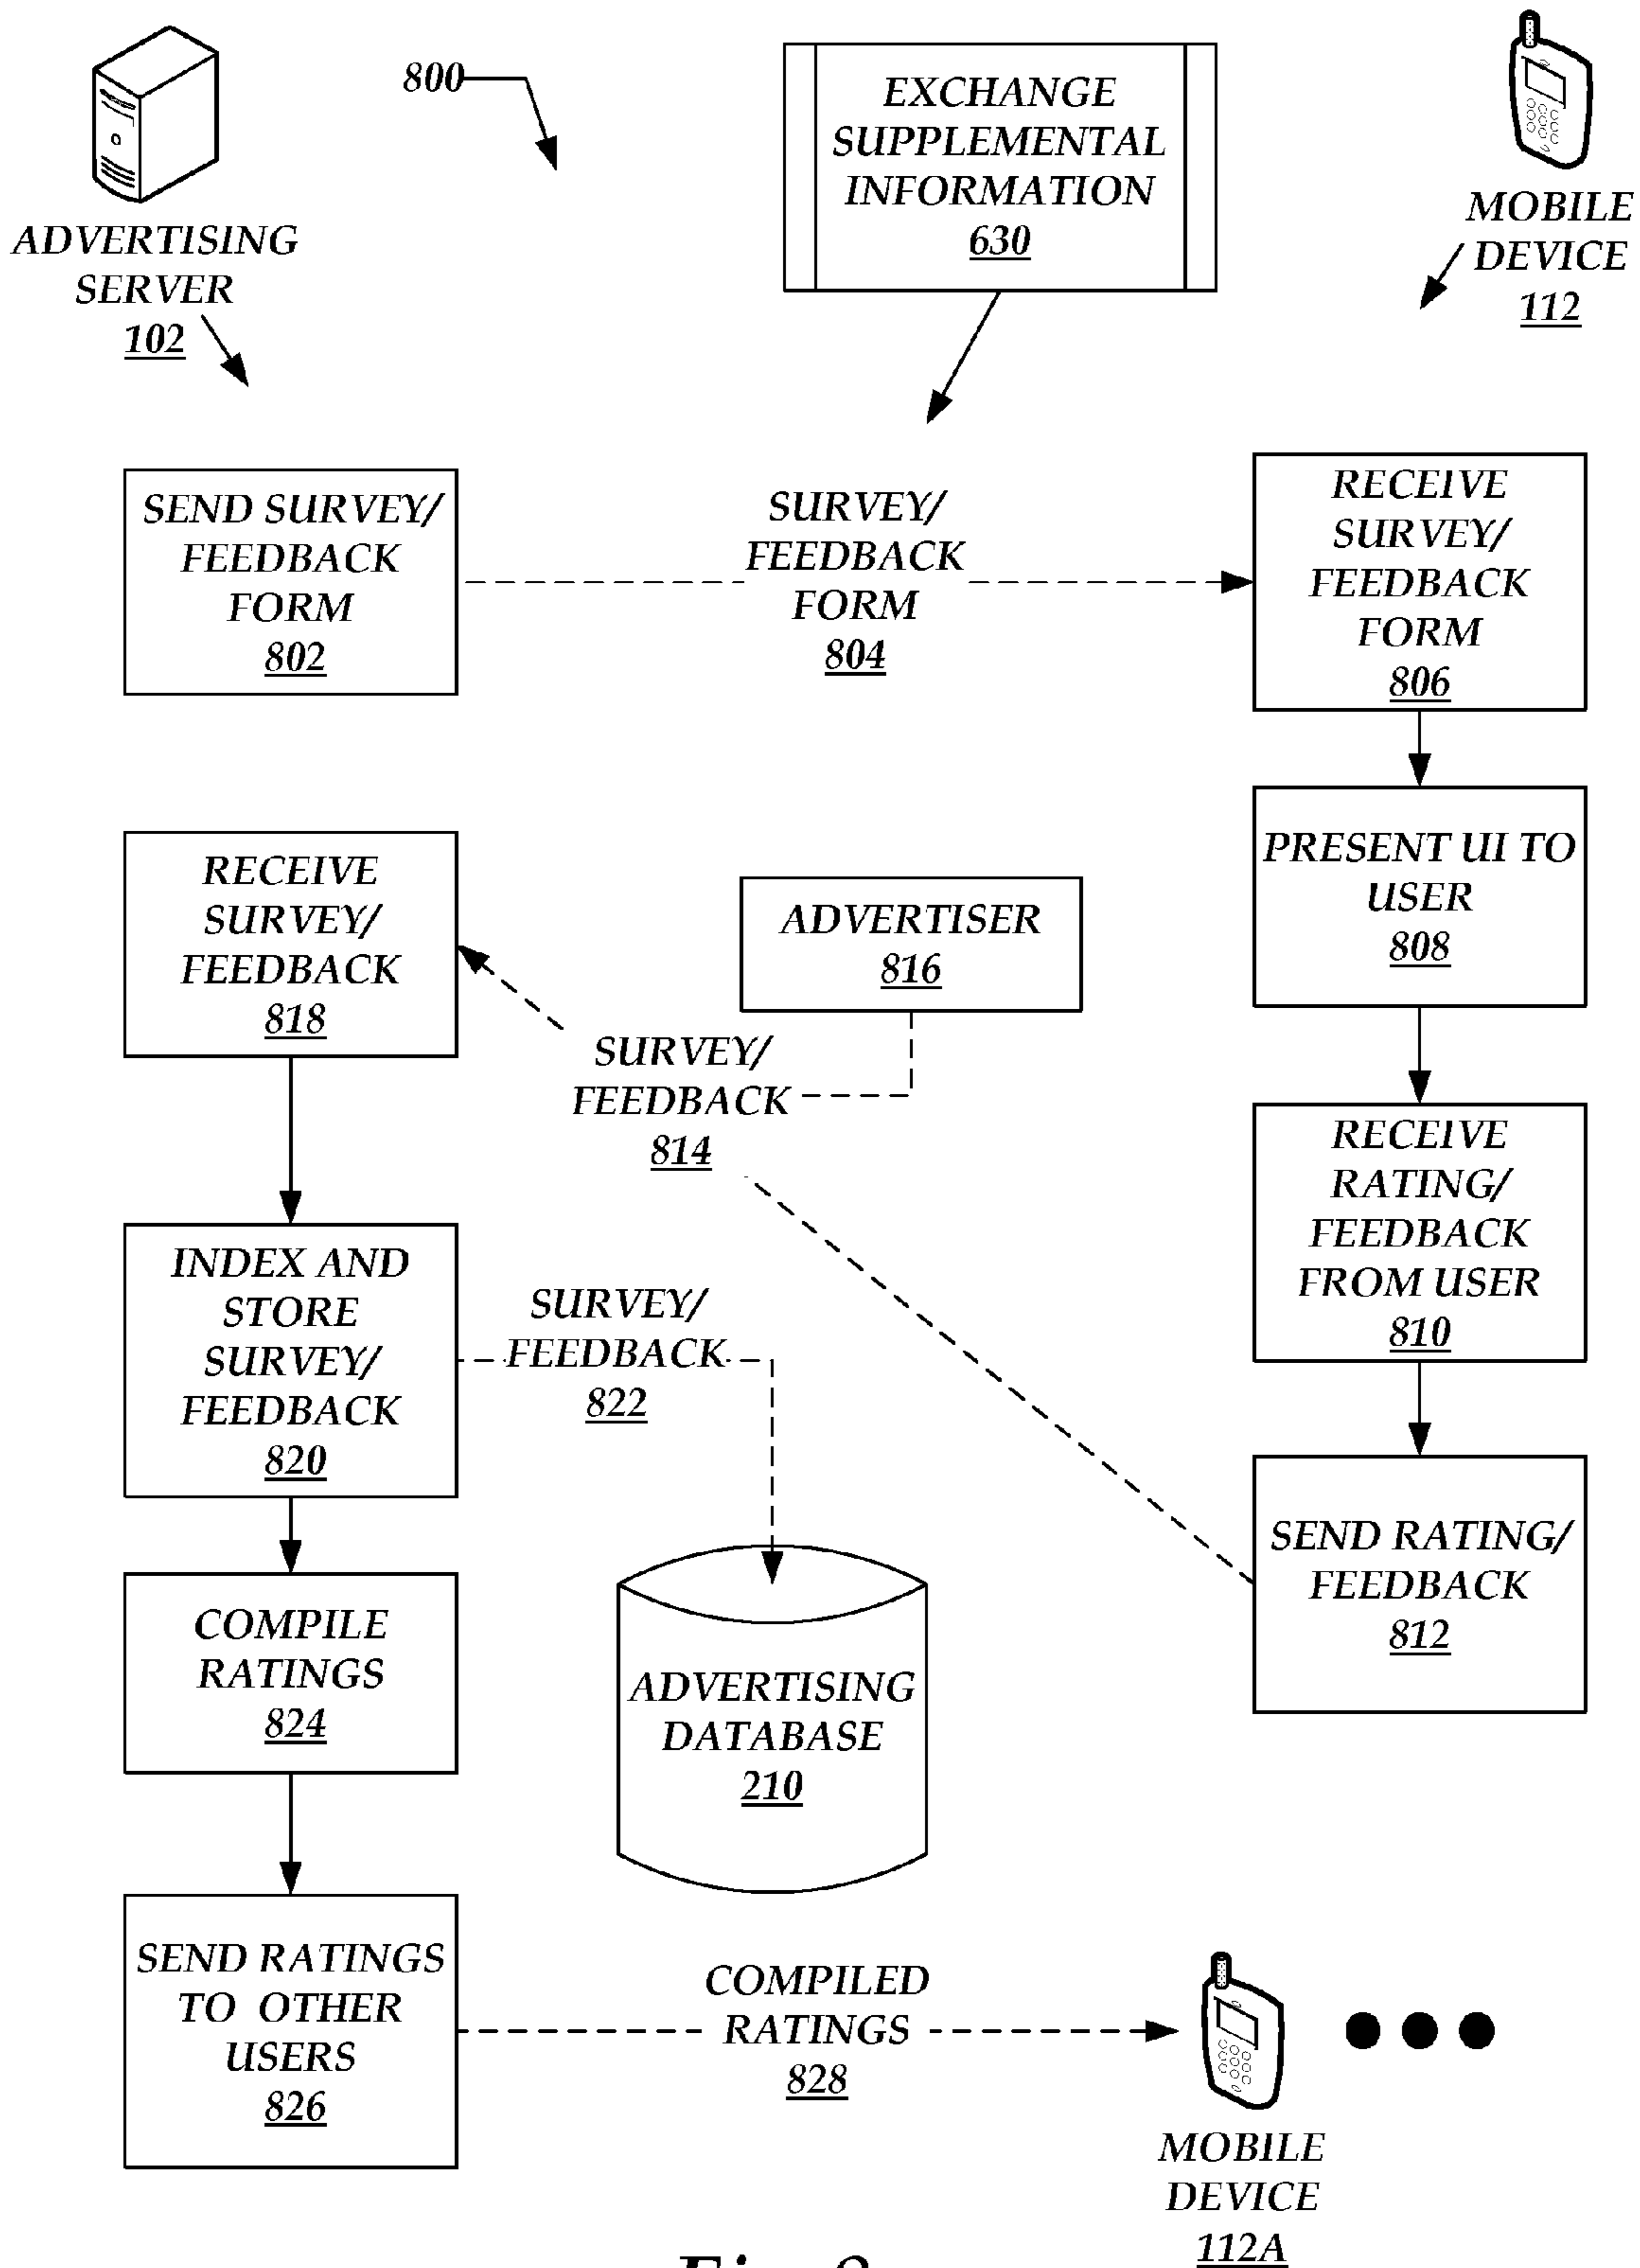 800
EXCHANGE
SUPPLEMENTAL
INFORMATION
630
ADVERTISING
SERVER
102
MOBILE
DEVICE
112
SEND SURVEY/
FEEDBACK
FORM
802
SURVEY/
FEEDBACK
FORM
804
RECEIVE
SURVEY/
FEEDBACK
FORM
806
PRESENT UI TO
USER
808
RECEIVE
SURVEY/
FEEDBACK
818
ADVERTISER
816
SURVEY/
FEEDBACK
814
RECEIVE
RATING/
FEEDBACK
FROM USER
810
INDEX AND
STORE
SURVEY/
FEEDBACK
820
SURVEY/
FEEDBACK
822
SEND RATING/
FEEDBACK
812
COMPILE
RATINGS
824
ADVERTISING
DATABASE
210
SEND RATINGS
TO OTHER
USERS
826
COMPILED
RATINGS
828
MOBILE
DEVICE
112A